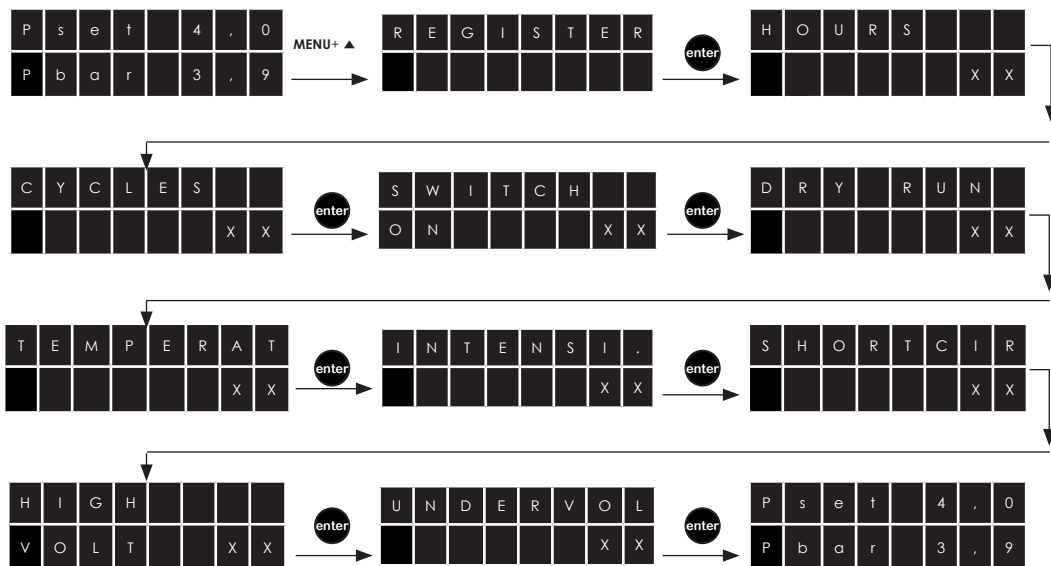 Pset 4,0
Pbar 3,9
MENU+ ▲
REGISTER
enter
HOURS
XX
CYCLES
XX
enter
SWITCH
ON XX
enter
DRY RUN
XX
TEMPERAT
XX
enter
INTENSI.
XX
enter
SHORTCIR
XX
HIGH
VOLT XX
enter
UNDERVOL
XX
enter
Pset 4,0
Pbar 3,9